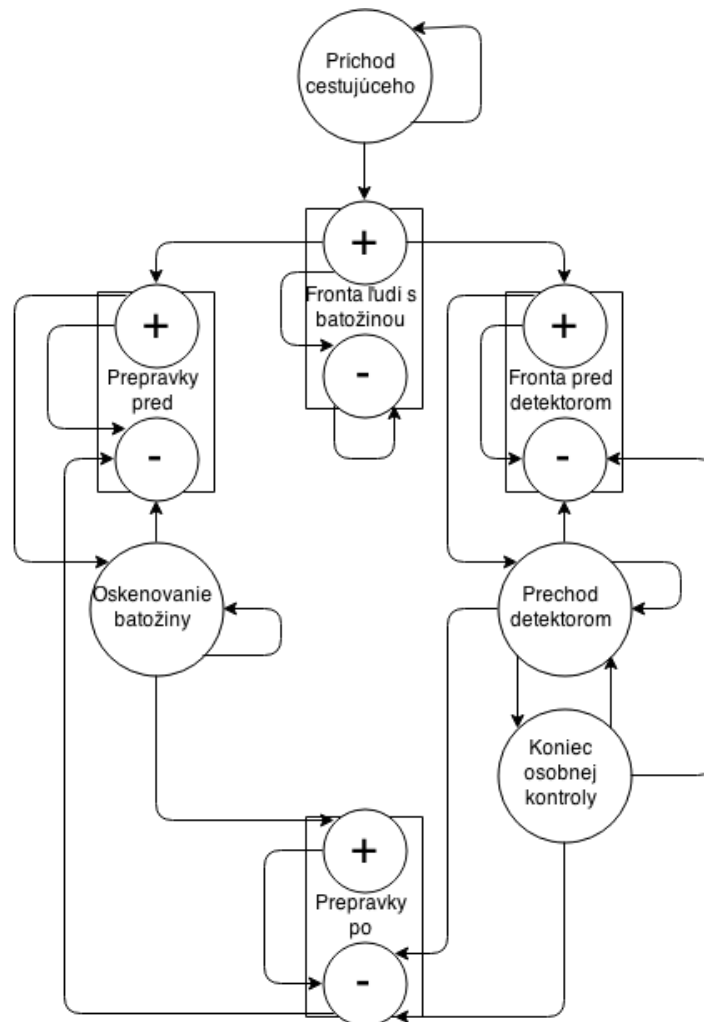 Príchod
cestujúceho
+
Fronta ľudí s
batožinou
-
+
Prepravky
pred
-
+
Fronta pred
detektorom
-
Oskenovanie
batožiny
Prechod
detektorom
Koniec
osobnej
kontroly
+
Prepravky
po
-